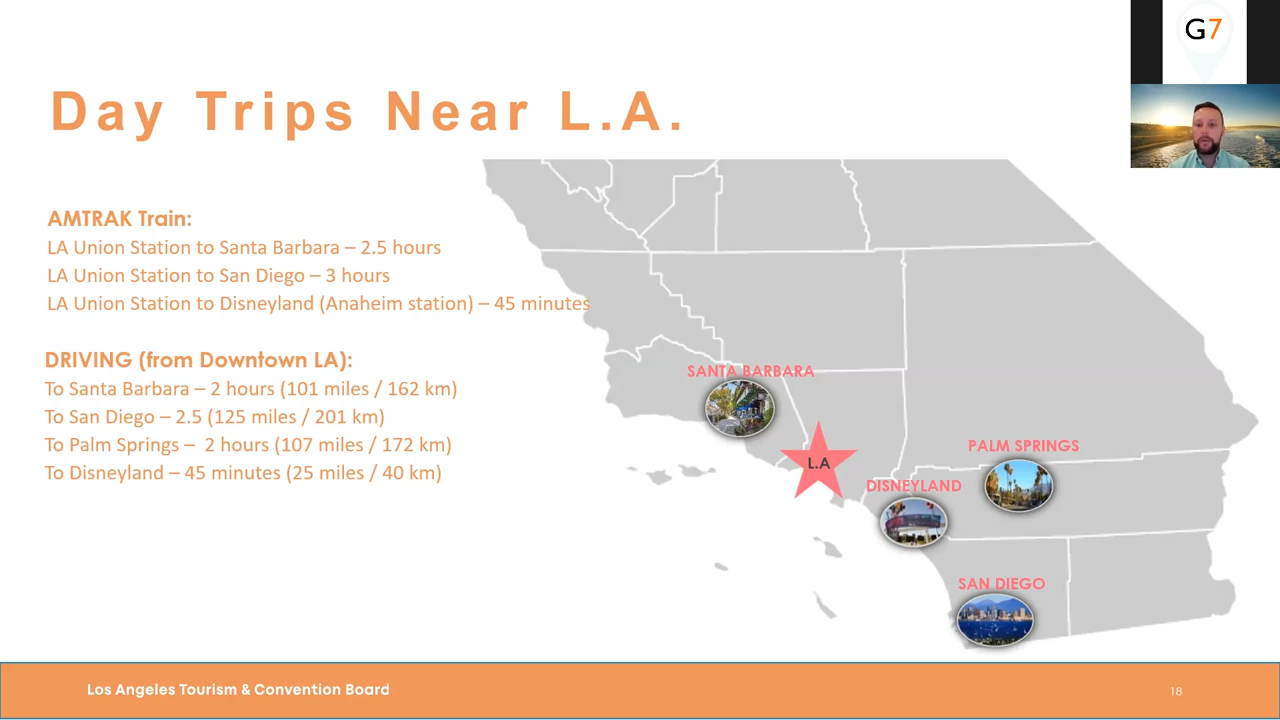 G7
Day Trips Near L.A.
AMTRAK Train:
LA Union Station to Santa Barbara – 2.5 hours
LA Union Station to San Diego – 3 hours
LA Union Station to Disneyland (Anaheim station) – 45 minutes
DRIVING (from Downtown LA):
To Santa Barbara – 2 hours (101 miles / 162 km)
To San Diego – 2.5 (125 miles / 201 km)
To Palm Springs –  2 hours (107 miles / 172 km)
To Disneyland – 45 minutes (25 miles / 40 km)
SANTA BARBARA
L.A
PALM SPRINGS
DISNEYLAND
SAN DIEGO
Los Angeles Tourism & Convention Board
18